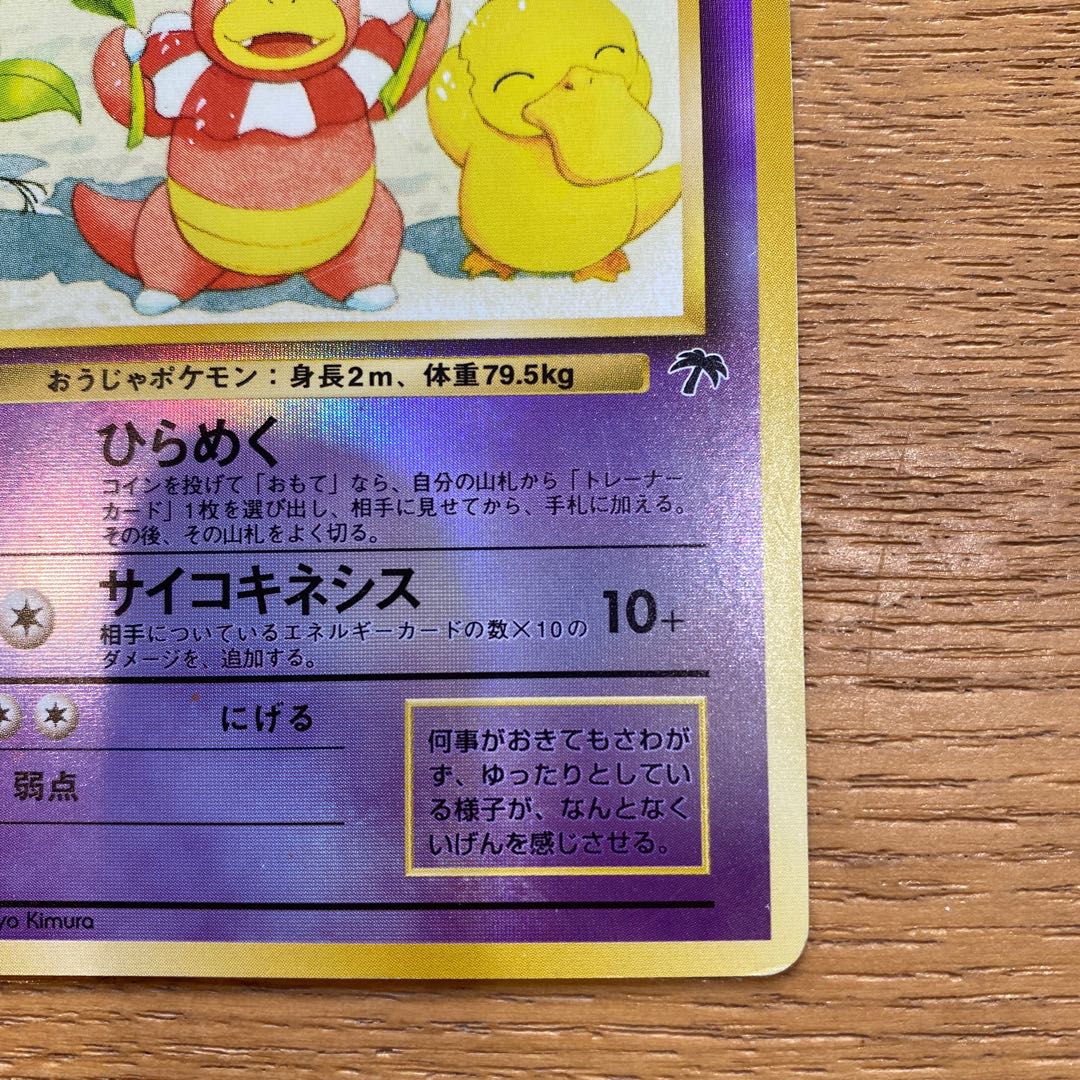 おうじゃポケモン：身長2m、体重79.5kg
ひらめく
コインを投げて「おもて」なら、自分の山札から「トレーナー
カード」1枚を選び出し、相手に見せてから、手札に加える。
その後、その山札をよく切る。
サイコキネシス 10+
相手についているエネルギーカードの数×10の
ダメージを、追加する。
にげる
弱点
何事がおきてもさわが
ず、ゆったりとしてい
る様子が、なんとなく
いげんを感じさせる。
yo Kimura